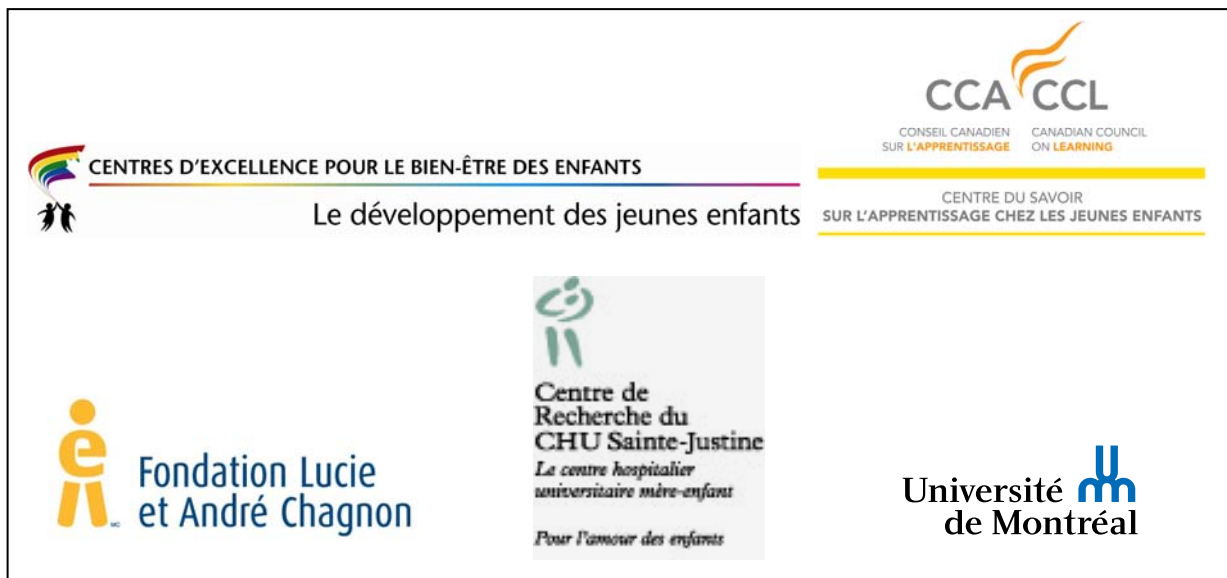 CCA CCL
CONSEIL CANADIEN SUR L'APPRENTISSAGE
CANADIAN COUNCIL ON LEARNING
CENTRES D'EXCELLENCE POUR LE BIEN-ÊTRE DES ENFANTS
Le développement des jeunes enfants
CENTRE DU SAVOIR
SUR L'APPRENTISSAGE CHEZ LES JEUNES ENFANTS
Centre de
Recherche du
CHU Sainte-Justine
Le centre hospitalier
universitaire mère-enfant
Pour l'amour des enfants
Fondation Lucie
et André Chagnon
MC
Université
de Montréal